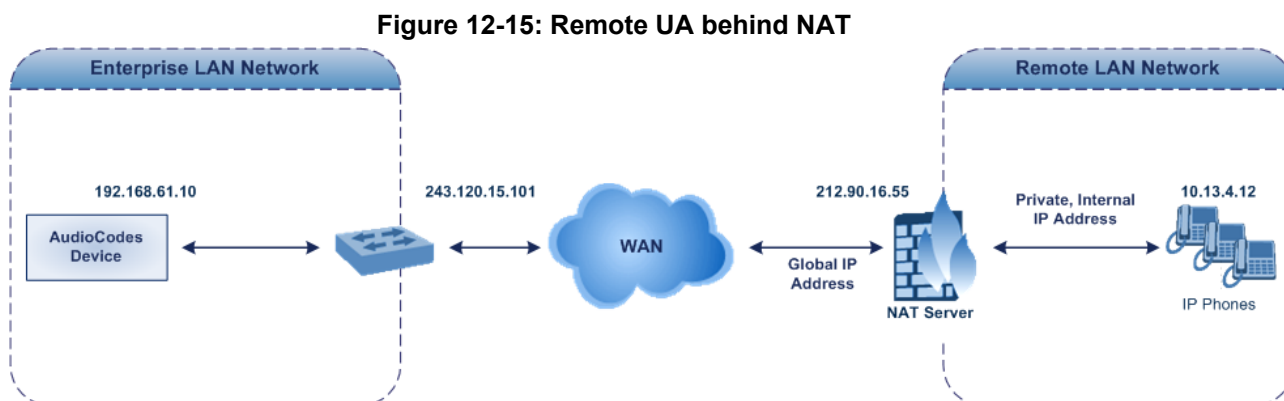 Figure 12-15: Remote UA behind NAT
Enterprise LAN Network
Remote LAN Network
192.168.61.10
243.120.15.101
212.90.16.55
Private, Internal
IP Address
10.13.4.12
AudioCodes
Device
WAN
Global IP
Address
NAT Server
IP Phones